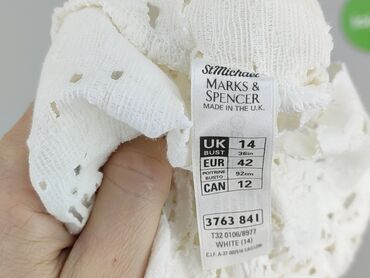 St Michael
MARKS &
SPENCER
MADE IN THE U.K.
UK BUST 14 36in
EUR 42
POITRINE BUSTO 92cm
CAN 12
3763 841
T32 0106/8977
WHITE (14)